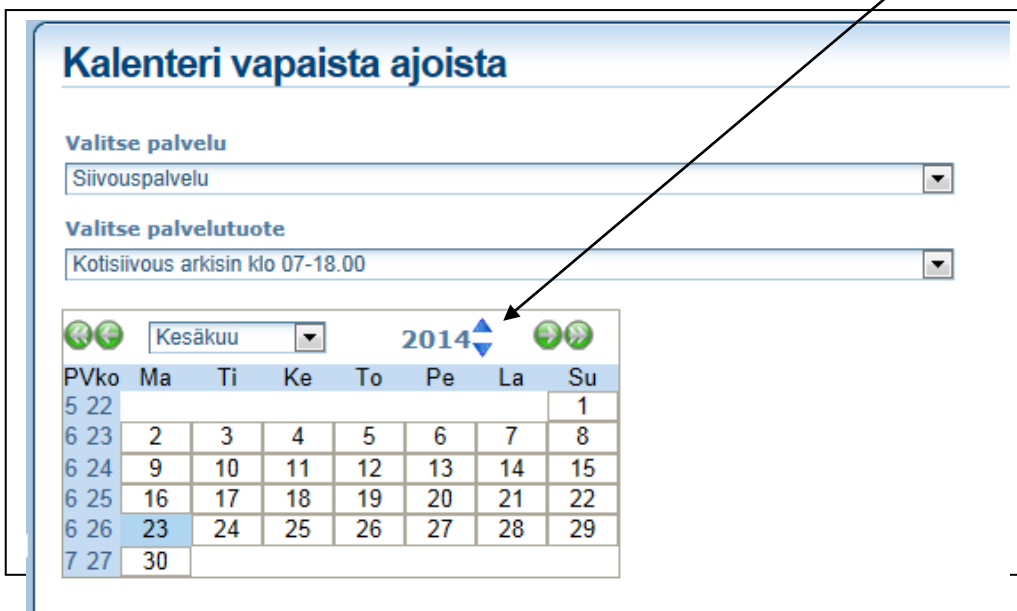 Kalenteri vapaista ajoista
Valitse palvelu
Siivouspalvelu
Valitse palvelutuote
Kotisiivous arkisin klo 07-18.00
Kesäkuu 2014
PVko Ma Ti Ke To Pe La Su
5 22 1
6 23 2 3 4 5 6 7 8
6 24 9 10 11 12 13 14 15
6 25 16 17 18 19 20 21 22
6 26 23 24 25 26 27 28 29
7 27 30